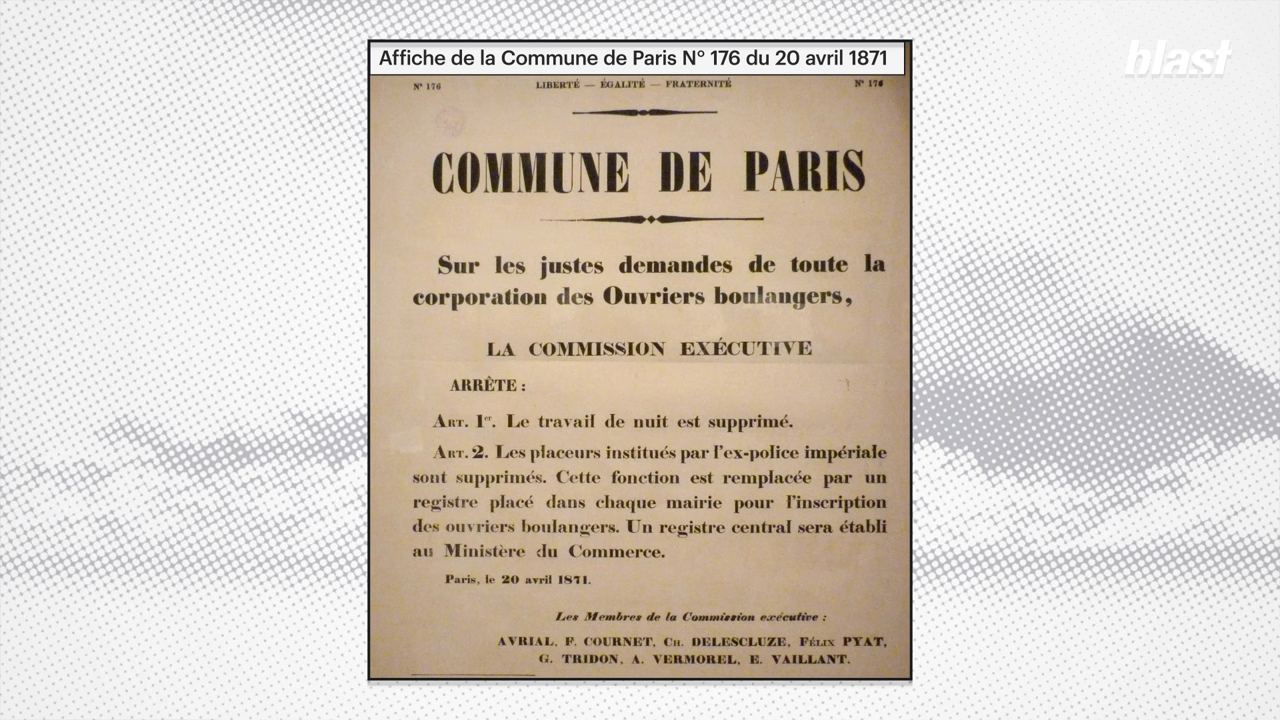 Affiche de la Commune de Paris N° 176 du 20 avril 1871
blast
N° 176 LIBERTÉ — ÉGALITÉ — FRATERNITÉ N° 176
COMMUNE DE PARIS
Sur les justes demandes de toute la
corporation des Ouvriers boulangers,
LA COMMISSION EXÉCUTIVE
ARRÊTE :
ART. 1er. Le travail de nuit est supprimé.
ART. 2. Les placeurs institués par l'ex-police impériale
sont supprimés. Cette fonction est remplacée par un
registre placé dans chaque mairie pour l'inscription
des ouvriers boulangers. Un registre central sera établi
au Ministère du Commerce.
Paris, le 20 avril 1871.
Les Membres de la Commission exécutive :
AVRIAL, F. COURNET, CH. DELESCLUZE, FÉLIX PYAT,
G. TRIDON, A. VERMOREL, E. VAILLANT.